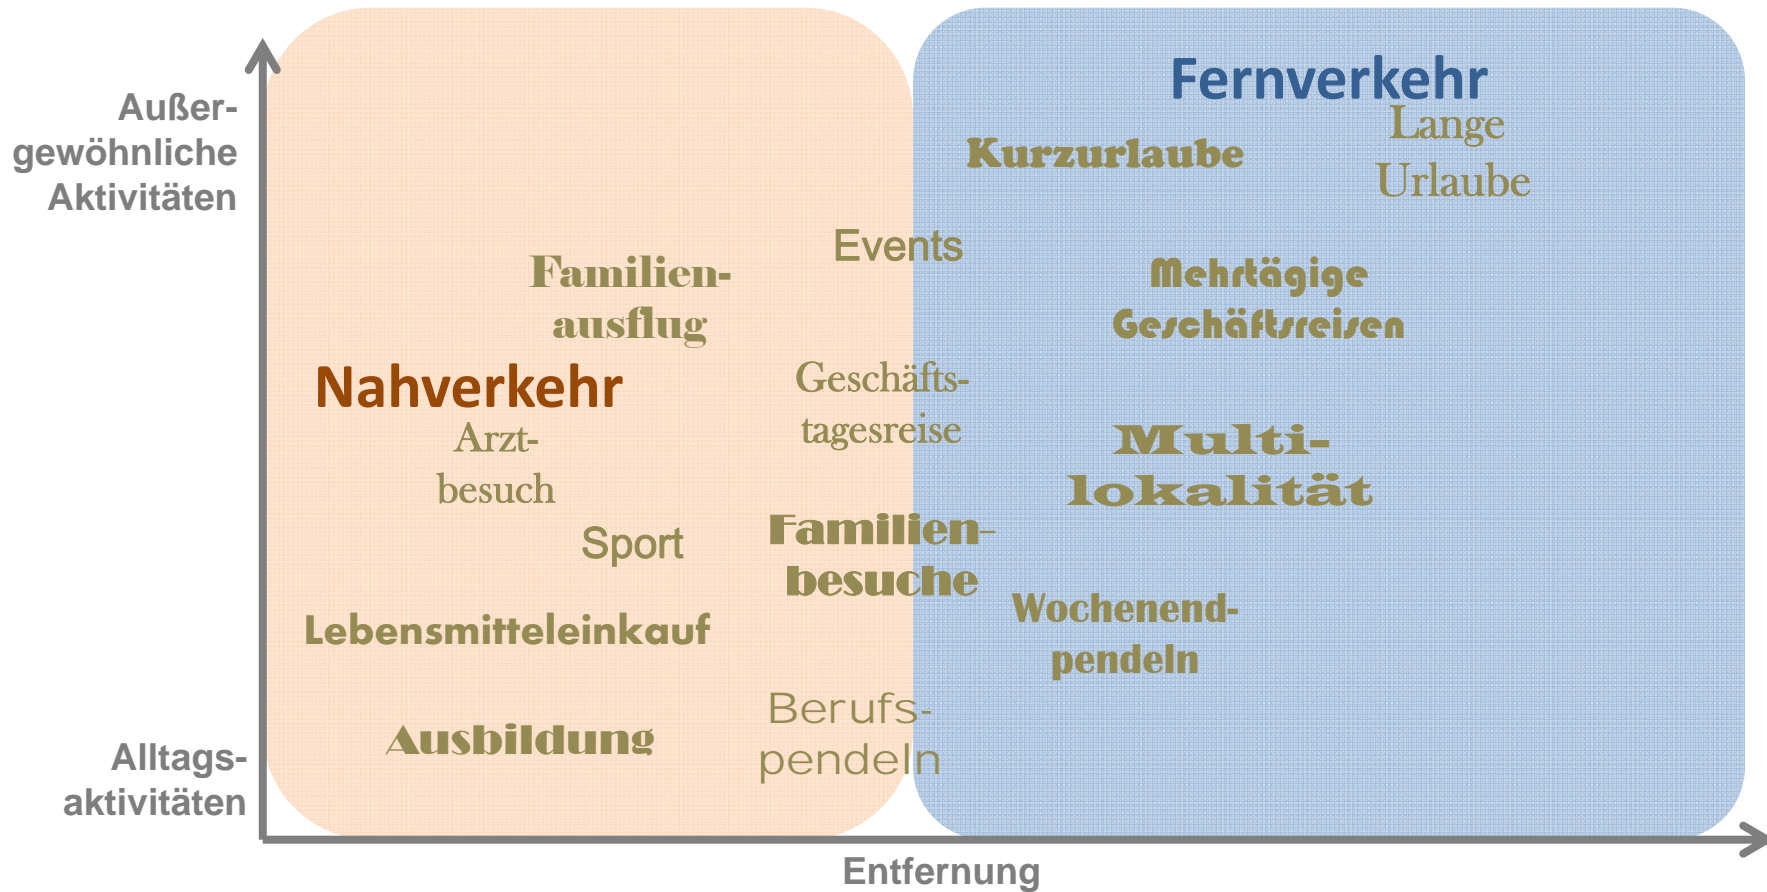 Außer-
gewöhnliche
Aktivitäten
Fernverkehr
Lange
Urlaube
Kurzurlaube
Events
Familien-
ausflug
Mehrtägige
Geschäftsreisen
Nahverkehr
Geschäfts-
tagesreise
Arzt-
besuch
Multi-
lokalität
Sport
Familien-
besuche
Lebensmitteleinkauf
Wochenend-
pendeln
Ausbildung
Berufs-
pendeln
Alltags-
aktivitäten
Entfernung